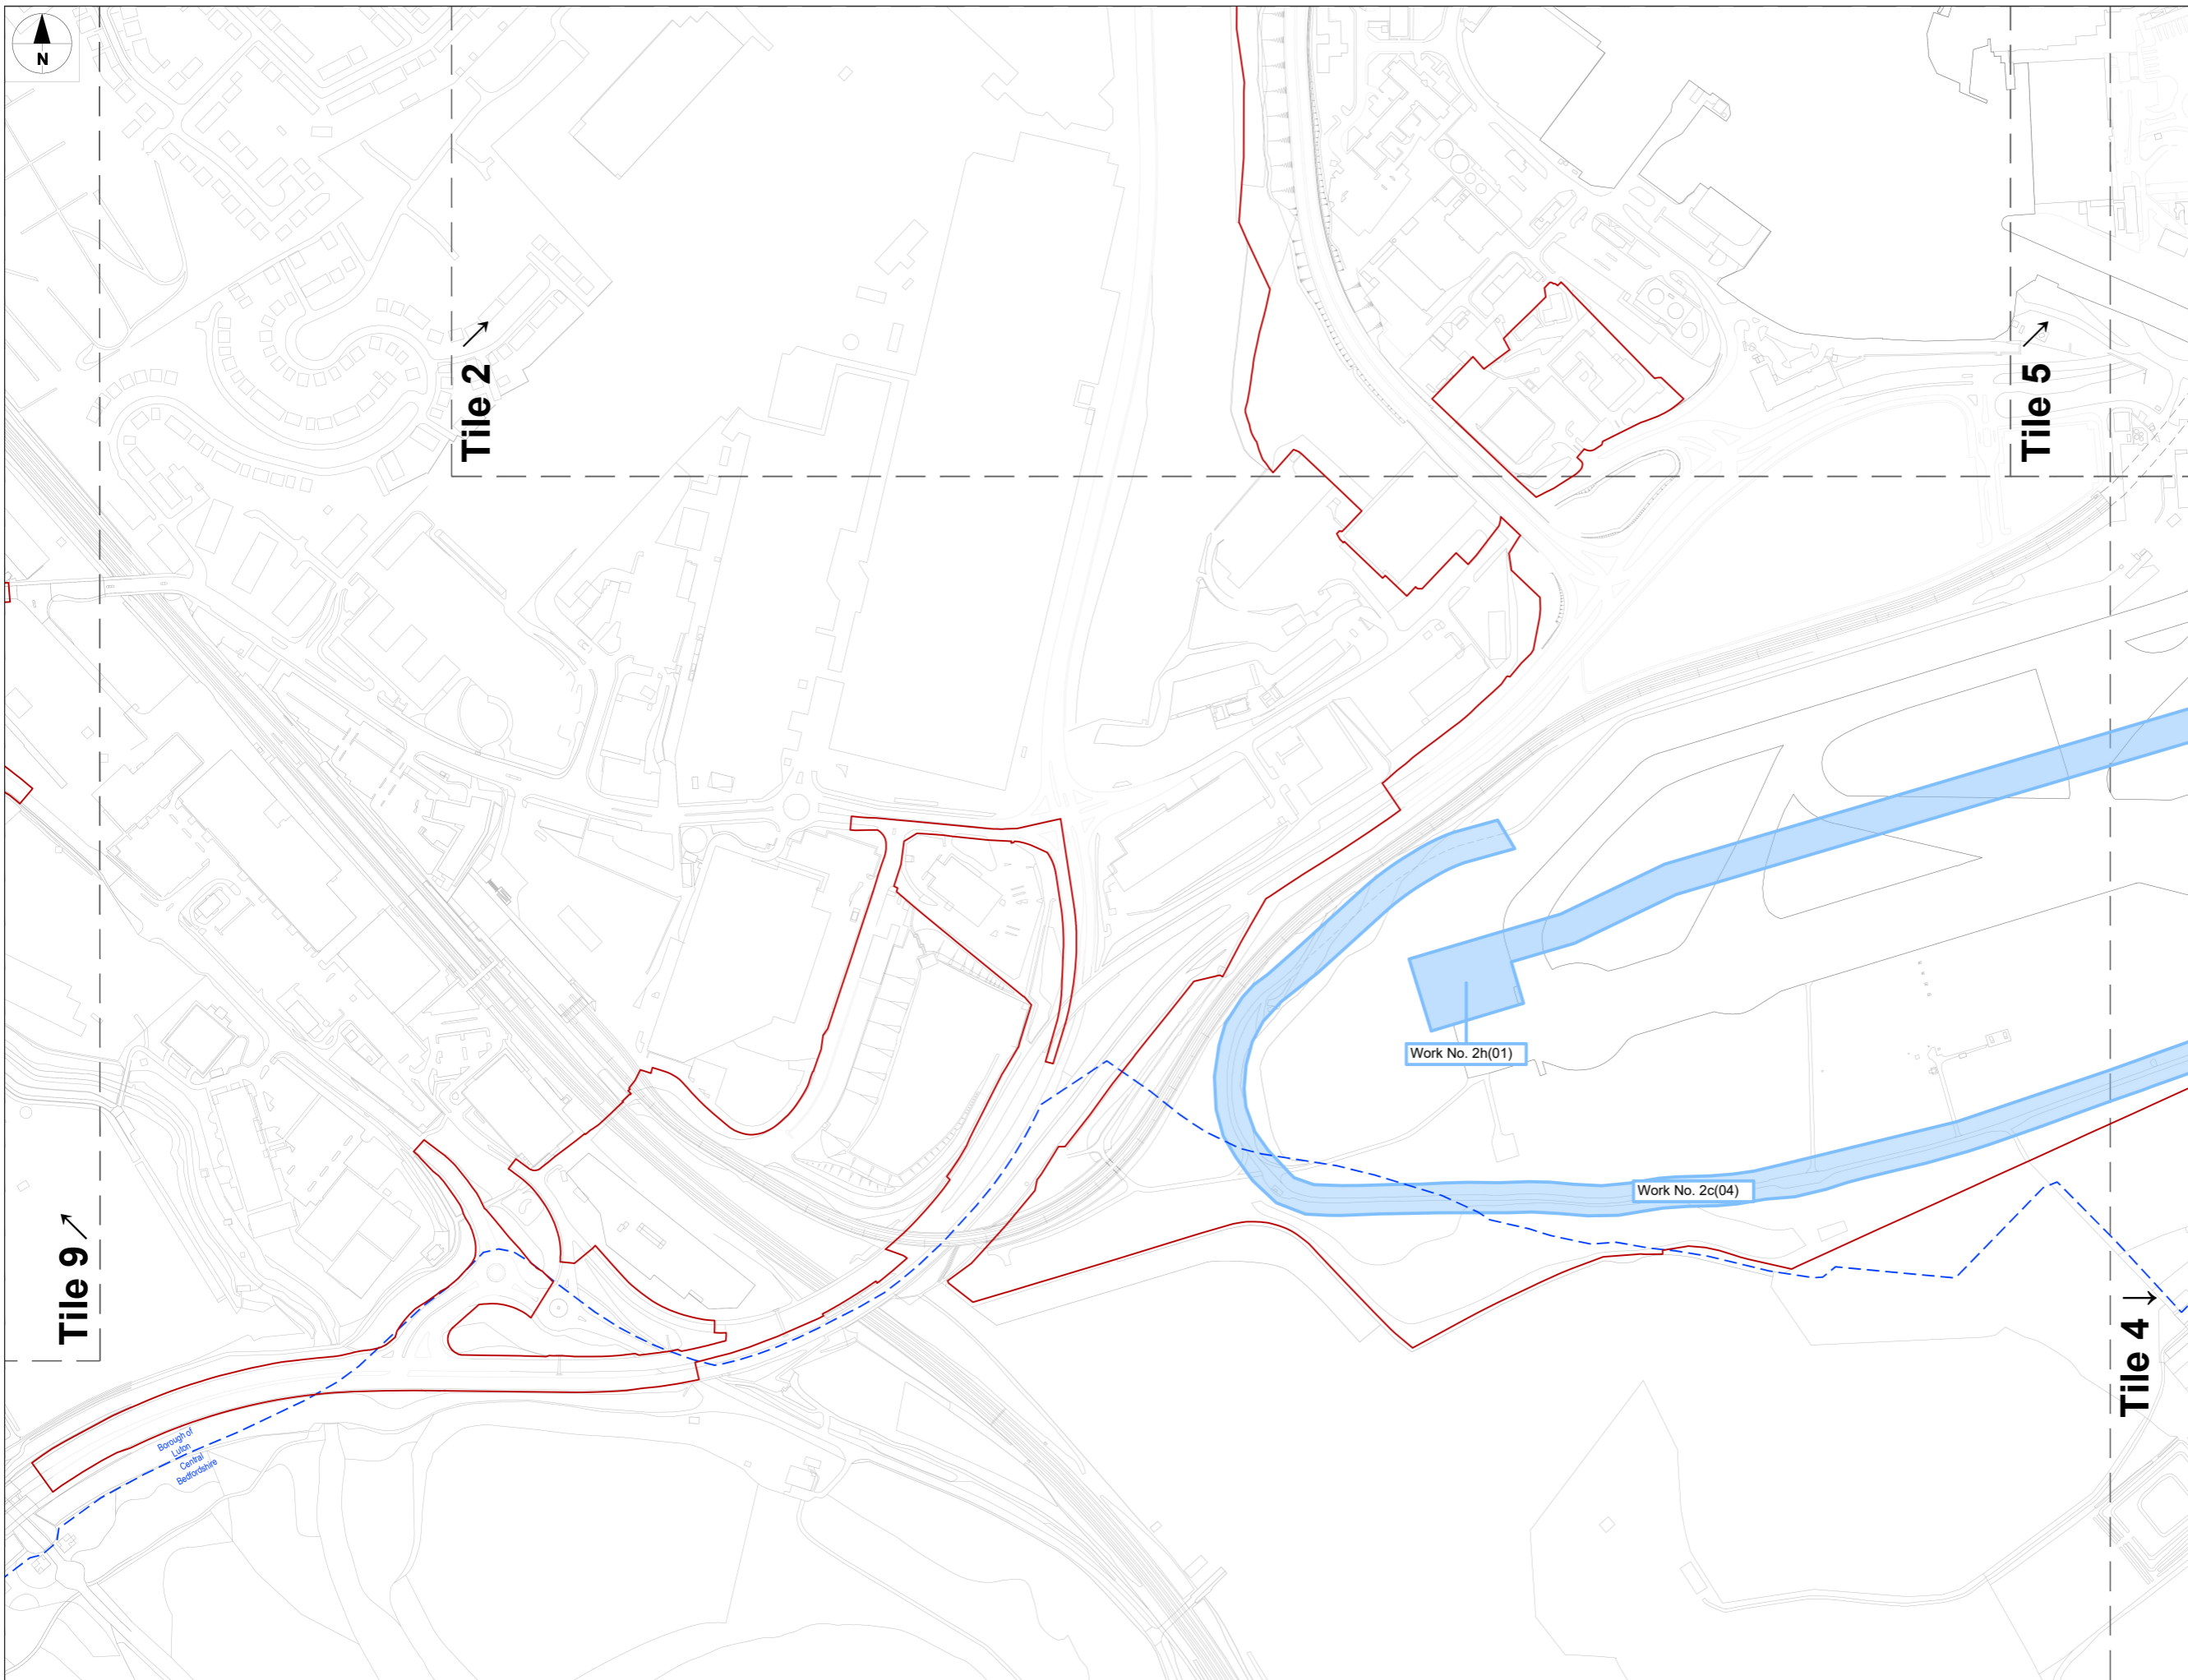 N
Tile 2
Tile 5
Work No. 2h(01)
Work No. 2c(04)
Tile 9
Tile 4
Borough of
Luton
Central
Bedfordshire